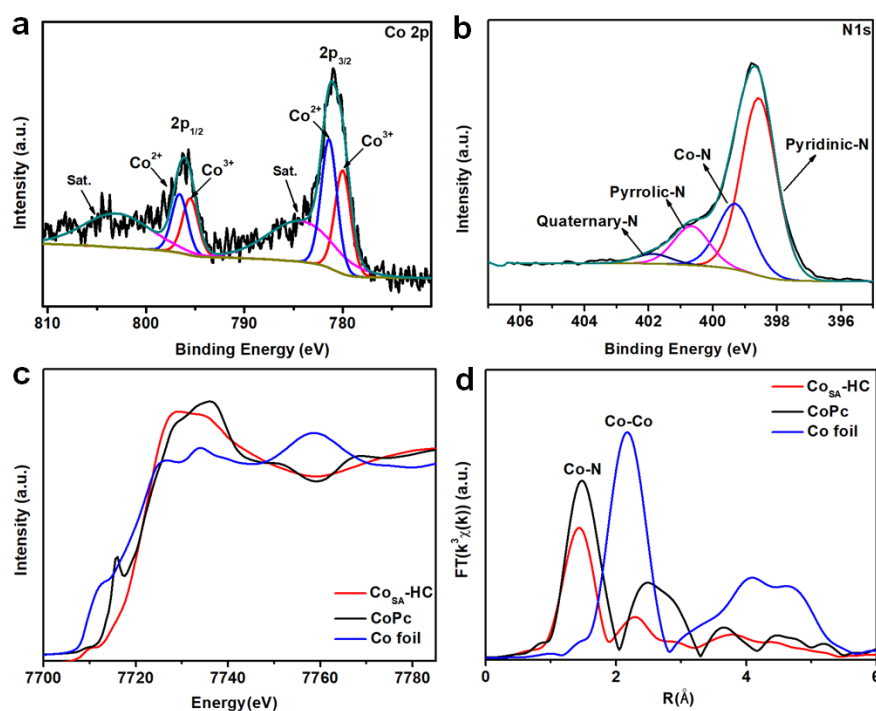 a
Co 2p
2p3/2
Co2+
Co3+
2p1/2
Co2+
Co3+
Sat.
Sat.
Intensity (a.u.)
810 800 790 780
Binding Energy (eV)
b
N1s
Co-N
Pyridinic-N
Pyrrolic-N
Quaternary-N
Intensity (a.u.)
406 404 402 400 398 396
Binding Energy (eV)
c
Intensity (a.u.)
CoSA-HC
CoPc
Co foil
7700 7720 7740 7760 7780
Energy(eV)
d
CoSA-HC
CoPc
Co foil
Co-Co
Co-N
FT(k3χ(k)) (a.u.)
0 2 4 6
R(Å)